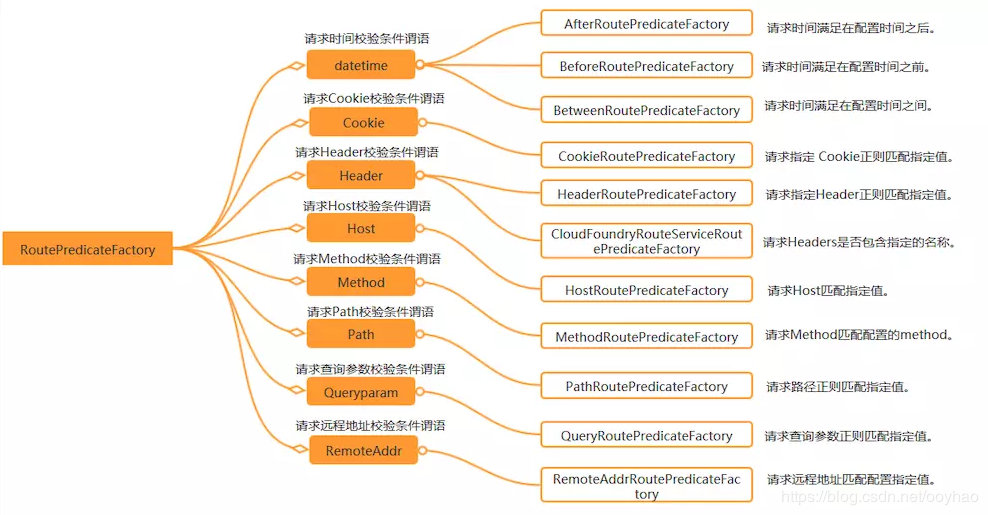 RoutePredicateFactory
请求时间校验条件谓语
datetime
AfterRoutePredicateFactory
请求时间满足在配置时间之后。
BeforeRoutePredicateFactory
请求时间满足在配置时间之前。
BetweenRoutePredicateFactory
请求时间满足在配置时间之间。
请求Cookie校验条件谓语
Cookie
CookieRoutePredicateFactory
请求指定 Cookie正则匹配指定值。
请求Header校验条件谓语
Header
HeaderRoutePredicateFactory
请求指定Header正则匹配指定值。
CloudFoundryRouteServiceRout
ePredicateFactory
请求Headers是否包含指定的名称。
请求Host校验条件谓语
Host
HostRoutePredicateFactory
请求Host匹配指定值。
请求Method校验条件谓语
Method
MethodRoutePredicateFactory
请求Method匹配配置的method。
请求Path校验条件谓语
Path
PathRoutePredicateFactory
请求路径正则匹配指定值。
请求查询参数校验条件谓语
Queryparam
QueryRoutePredicateFactory
请求查询参数正则匹配指定值。
请求远程地址校验条件谓语
RemoteAddr
RemoteAddrRoutePredicateFac
tory
请求远程地址匹配配置指定值。
https://blog.csdn.net/ooyhao